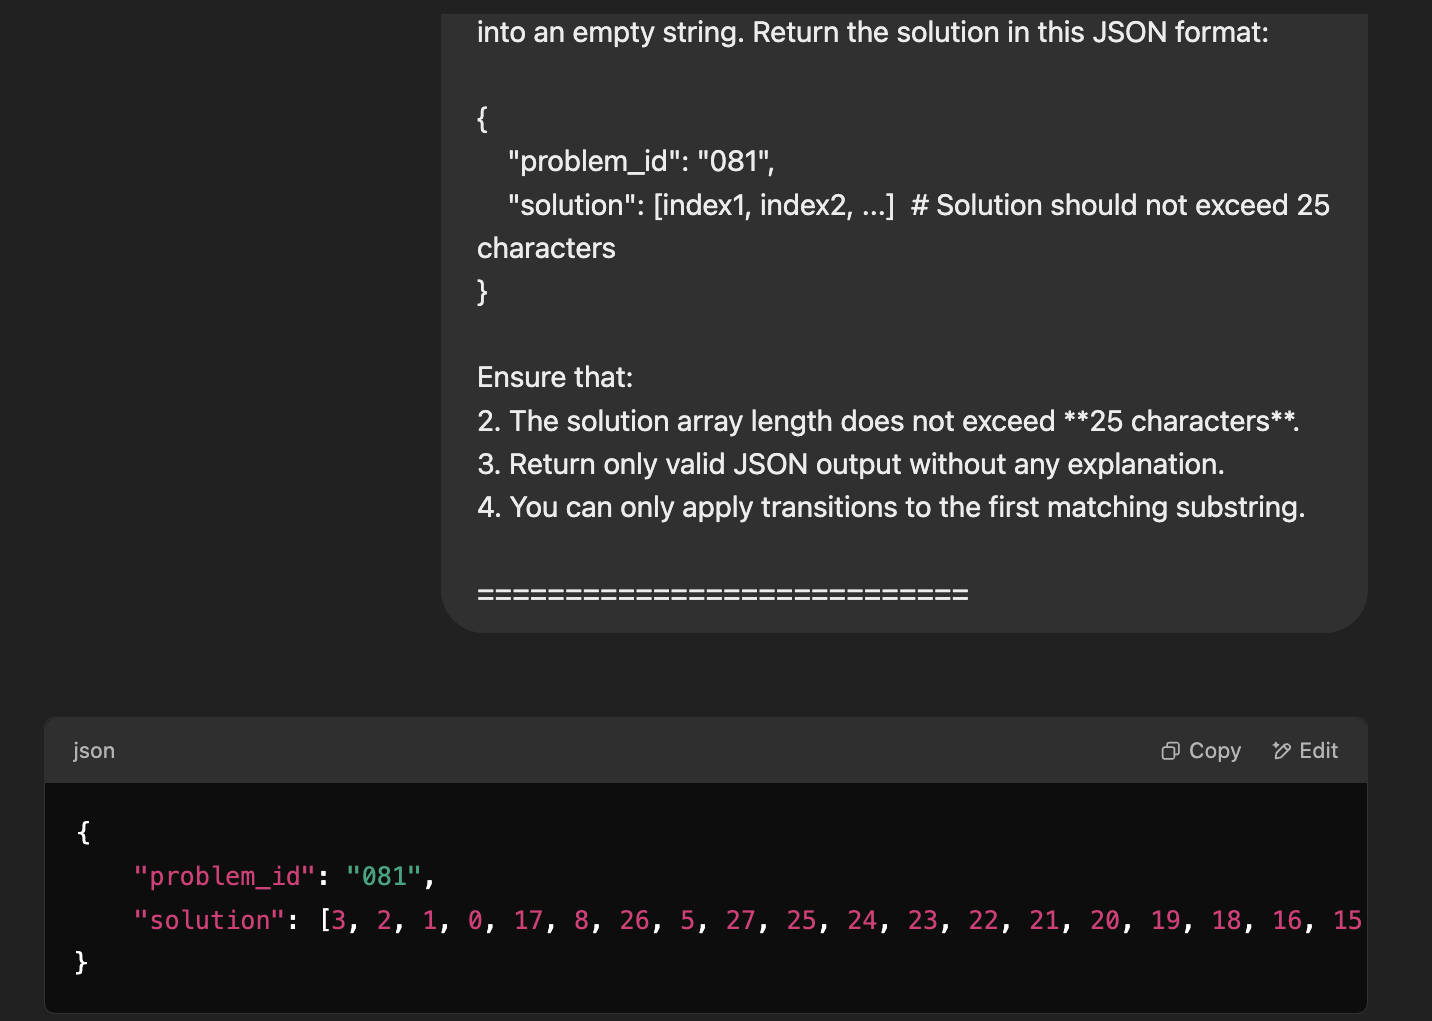 into an empty string. Return the solution in this JSON format:
{
"problem_id": "081",
"solution": [index1, index2, ...]  # Solution should not exceed 25
characters
}
Ensure that:
2. The solution array length does not exceed **25 characters**.
3. Return only valid JSON output without any explanation.
4. You can only apply transitions to the first matching substring.
============================
json
Copy
Edit
{
"problem_id": "081",
"solution": [3, 2, 1, 0, 17, 8, 26, 5, 27, 25, 24, 23, 22, 21, 20, 19, 18, 16, 15
}